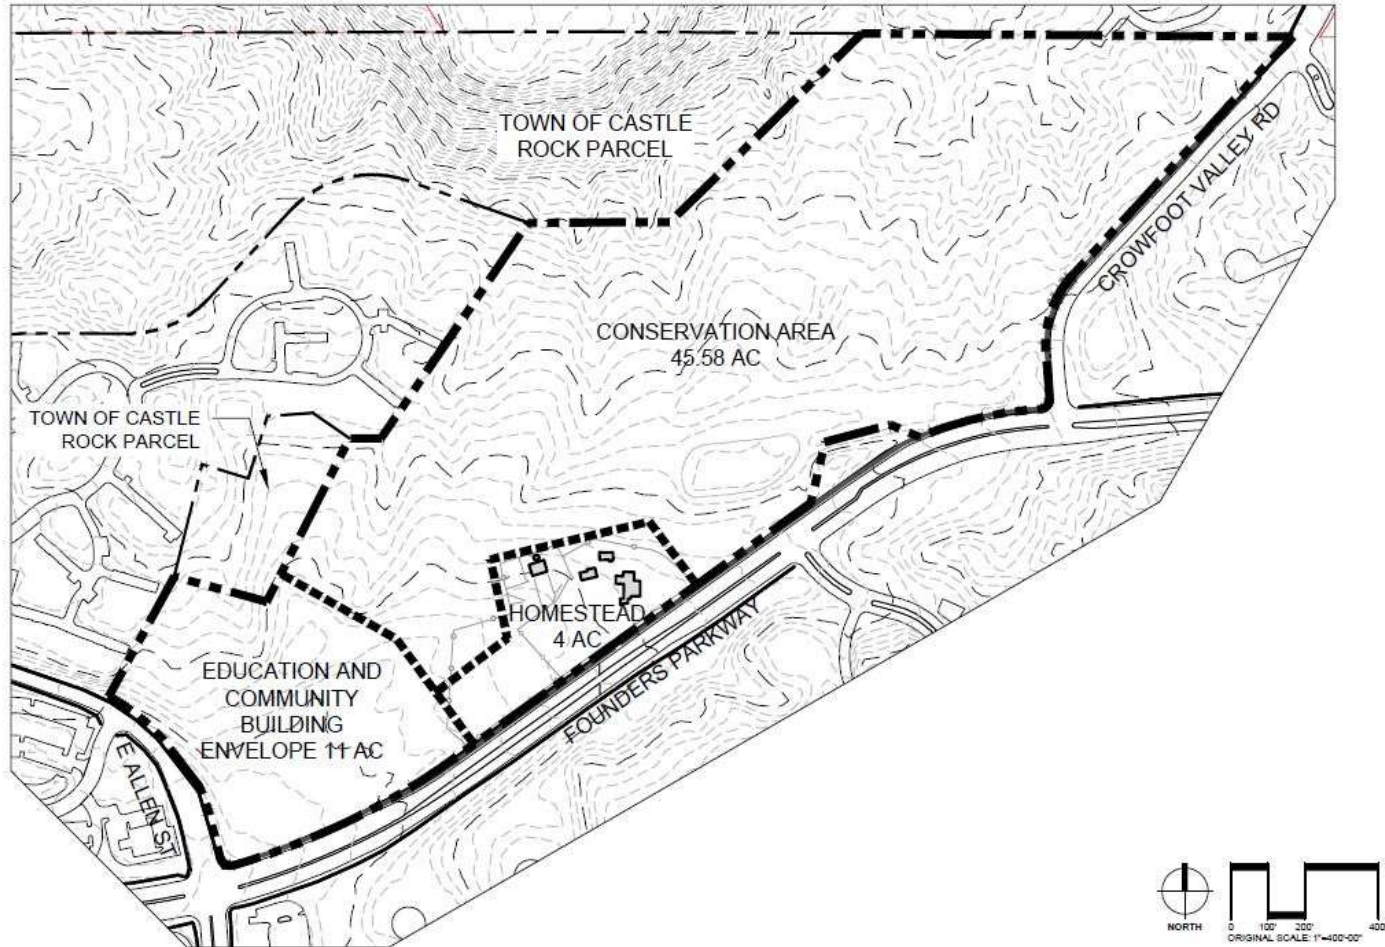 TOWN OF CASTLE
ROCK PARCEL
CROWFOOT VALLEY RD
CONSERVATION AREA
45.58 AC
TOWN OF CASTLE
ROCK PARCEL
HOMESTEAD
4 AC
FOUNDERS PARKWAY
EDUCATION AND
COMMUNITY
BUILDING
ENVELOPE 11 AC
E ALLEN ST
NORTH
0 100' 200' 400
ORIGINAL SCALE: 1"=400'-00"